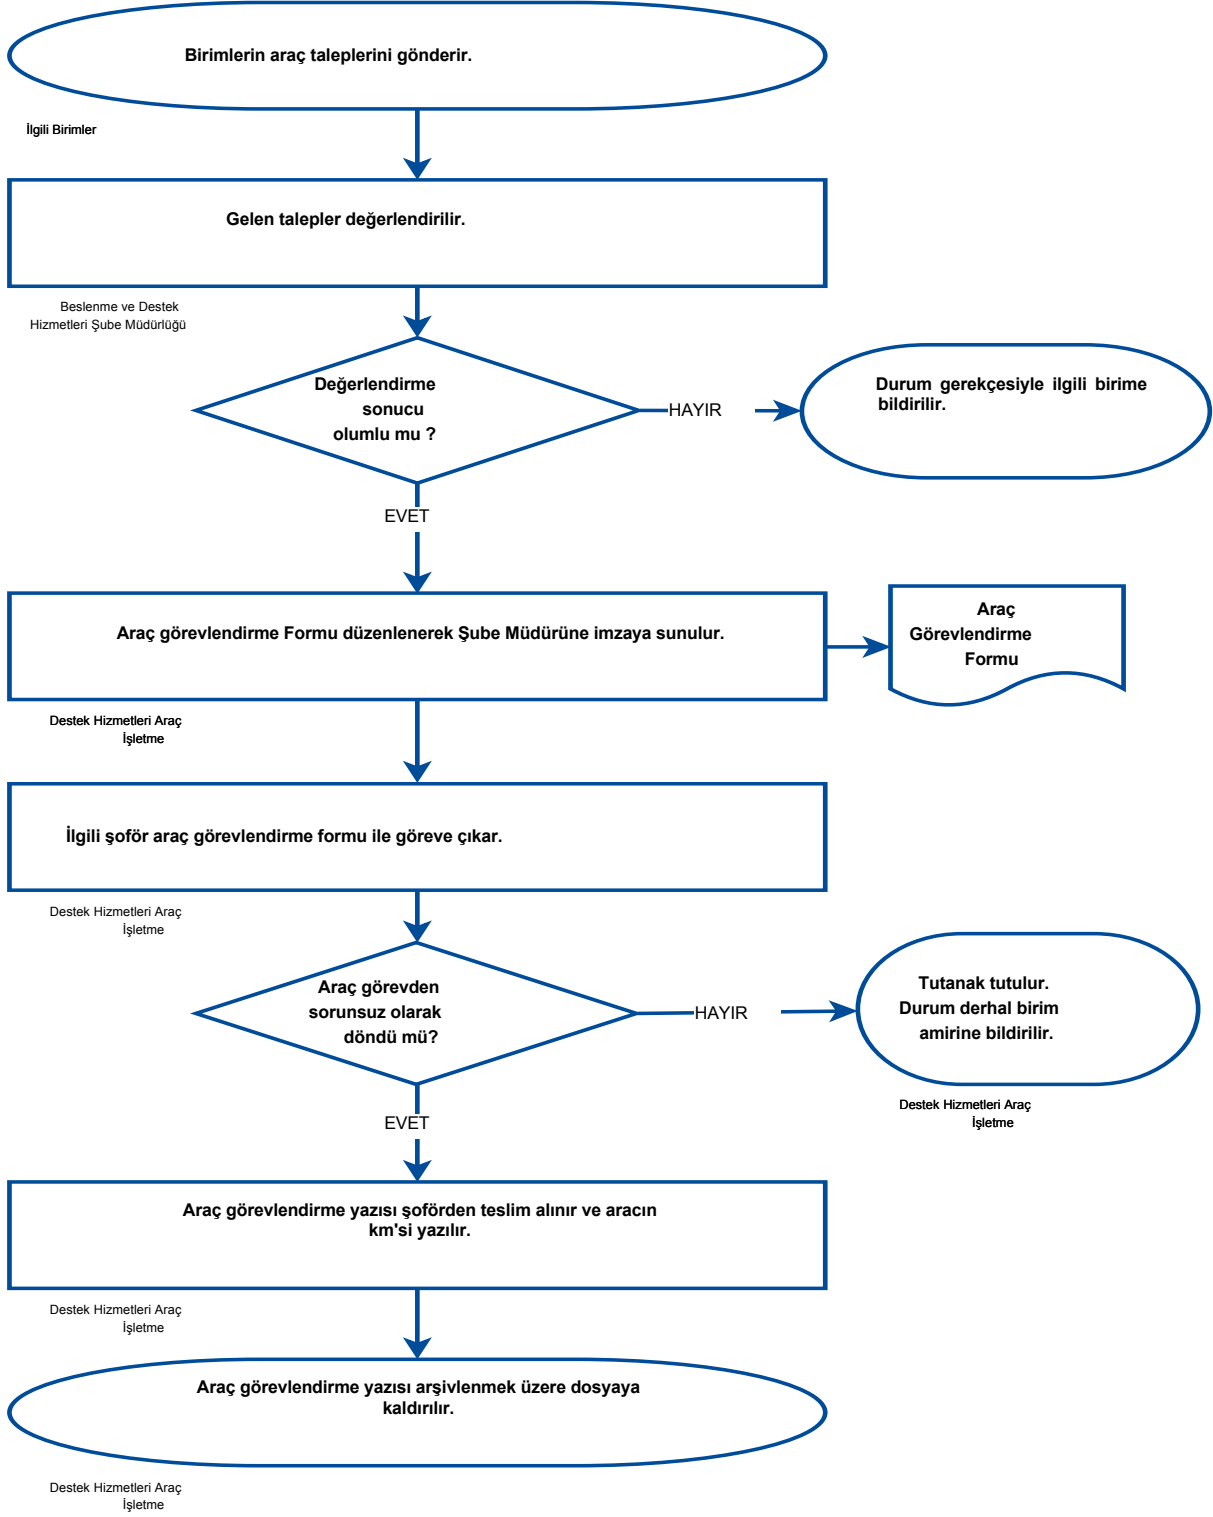 Birimlerin araç taleplerini gönderir.
İlgili Birimler
Gelen talepler değerlendirilir.
Beslenme ve Destek
Hizmetleri Şube Müdürlüğü
Değerlendirme
sonucu
olumlu mu ?
HAYIR
Durum gerekçesiyle ilgili birime
bildirilir.
EVET
Araç görevlendirme Formu düzenlenerek Şube Müdürüne imzaya sunulur.
Araç
Görevlendirme
Formu
Destek Hizmetleri Araç
İşletme
İlgili şoför araç görevlendirme formu ile göreve çıkar.
Destek Hizmetleri Araç
İşletme
Araç görevden
sorunsuz olarak
döndü mü?
HAYIR
Tutanak tutulur.
Durum derhal birim
amirine bildirilir.
Destek Hizmetleri Araç
İşletme
EVET
Araç görevlendirme yazısı şoförden teslim alınır ve aracın
km'si yazılır.
Destek Hizmetleri Araç
İşletme
Araç görevlendirme yazısı arşivlenmek üzere dosyaya
kaldırılır.
Destek Hizmetleri Araç
İşletme